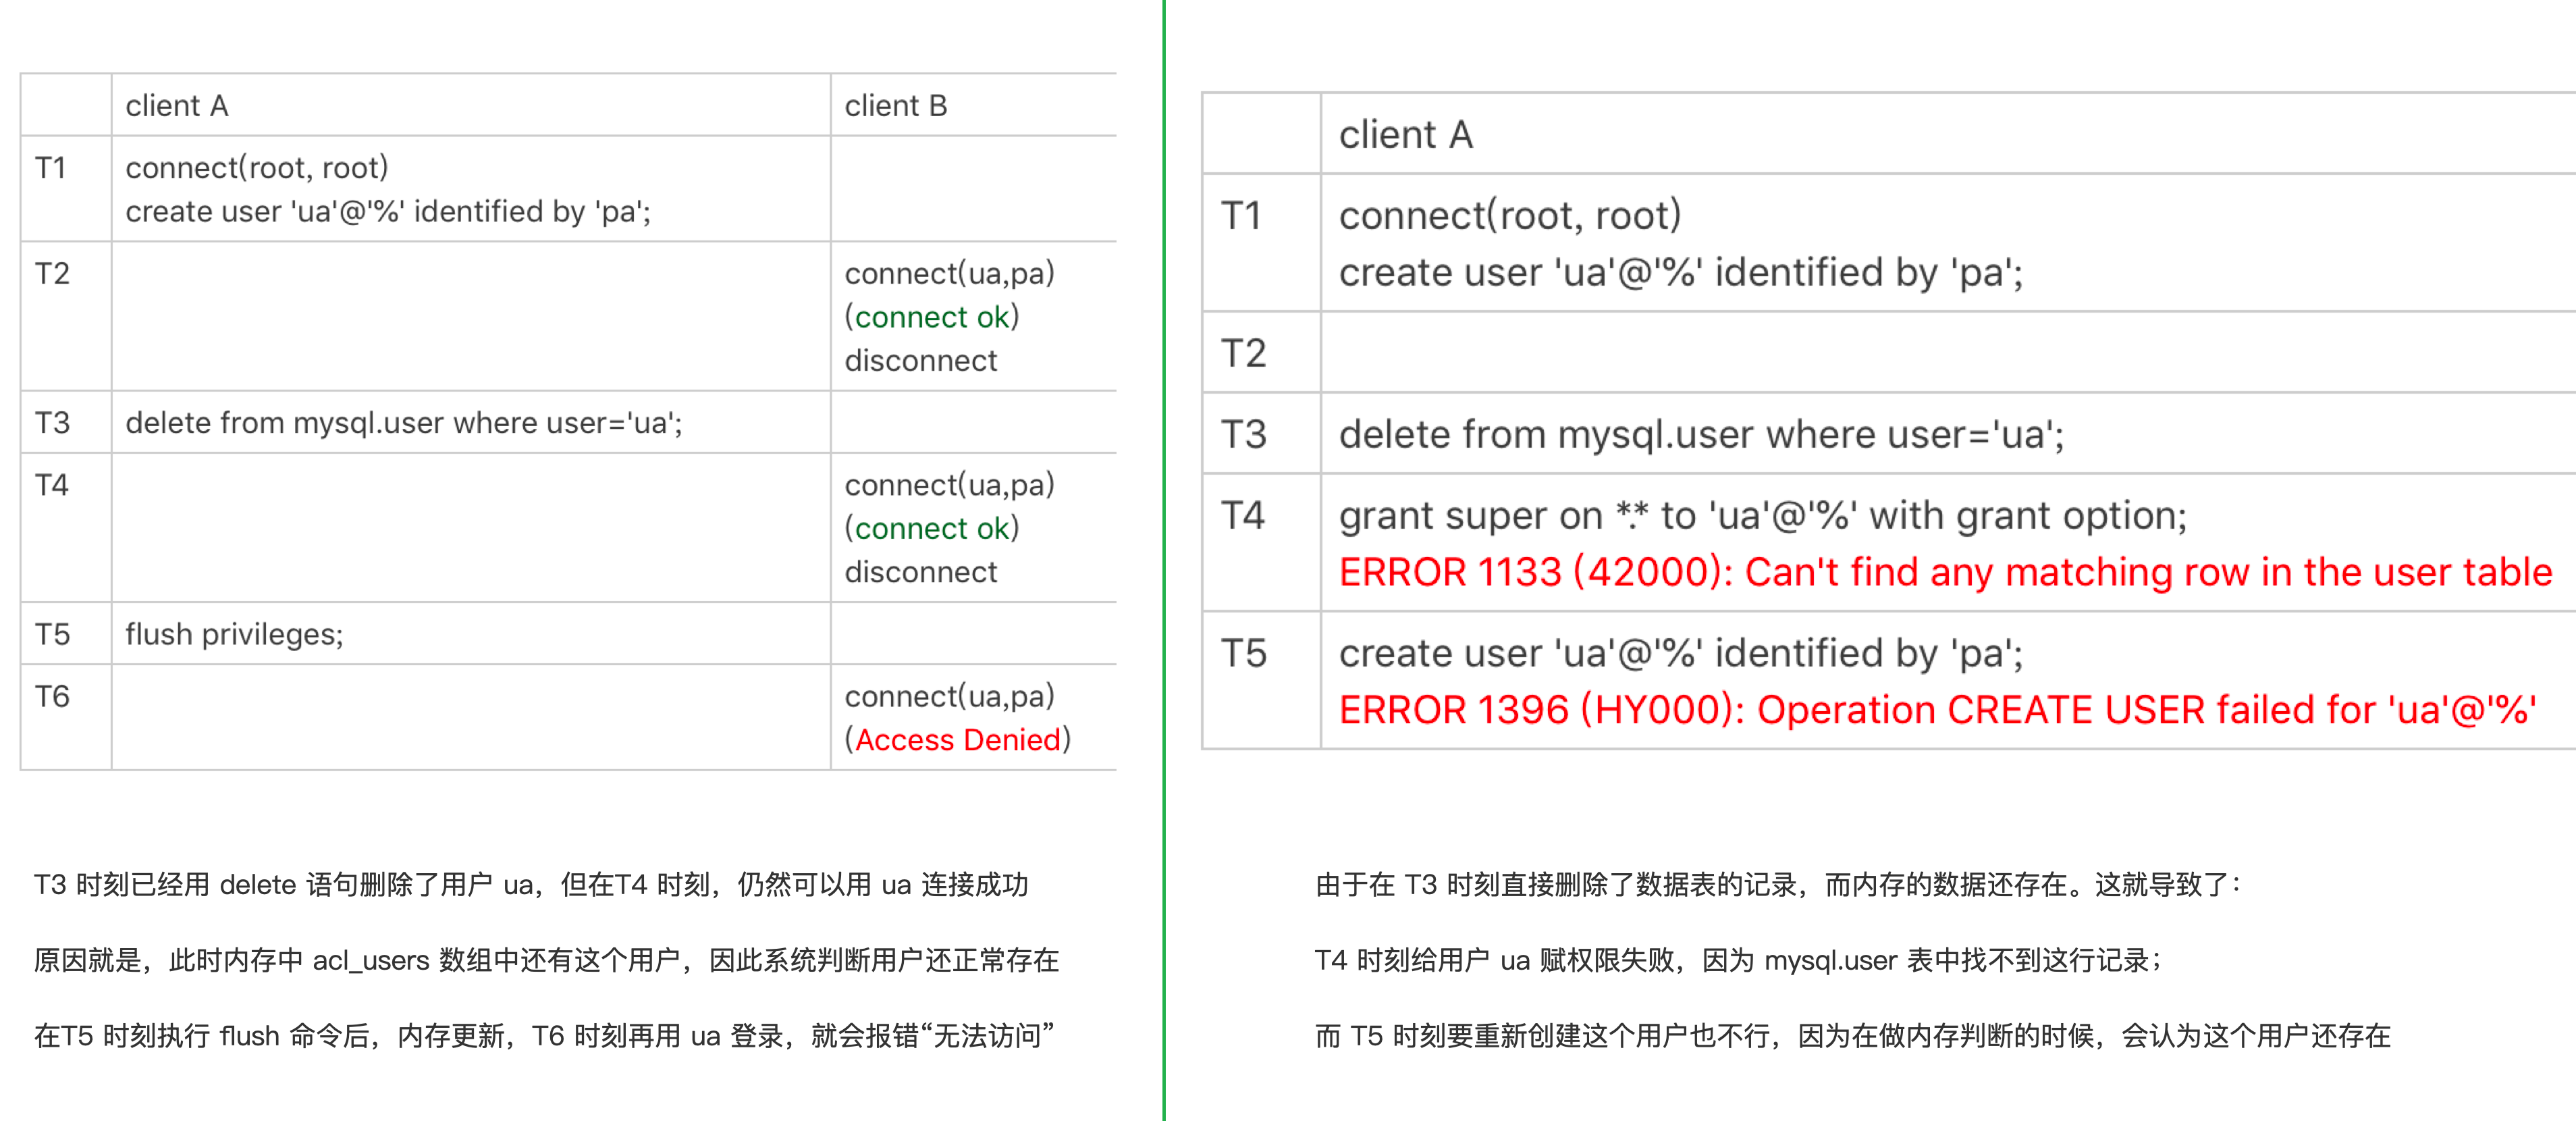 client A
client B
T1
connect(root, root)
create user 'ua'@'%' identified by 'pa';
T2
connect(ua,pa)
(connect ok)
disconnect
T3
delete from mysql.user where user='ua';
T4
connect(ua,pa)
(connect ok)
disconnect
T5
flush privileges;
T6
connect(ua,pa)
(Access Denied)
T3 时刻已经用 delete 语句删除了用户 ua，但在T4 时刻，仍然可以用 ua 连接成功
原因就是，此时内存中 acl_users 数组中还有这个用户，因此系统判断用户还正常存在
在T5 时刻执行 flush 命令后，内存更新，T6 时刻再用 ua 登录，就会报错“无法访问”
client A
T1
connect(root, root)
create user 'ua'@'%' identified by 'pa';
T2
T3
delete from mysql.user where user='ua';
T4
grant super on *.* to 'ua'@'%' with grant option;
ERROR 1133 (42000): Can't find any matching row in the user table
T5
create user 'ua'@'%' identified by 'pa';
ERROR 1396 (HY000): Operation CREATE USER failed for 'ua'@'%'
由于在 T3 时刻直接删除了数据表的记录，而内存的数据还存在。这就导致了：
T4 时刻给用户 ua 赋权限失败，因为 mysql.user 表中找不到这行记录；
而 T5 时刻要重新创建这个用户也不行，因为在做内存判断的时候，会认为这个用户还存在